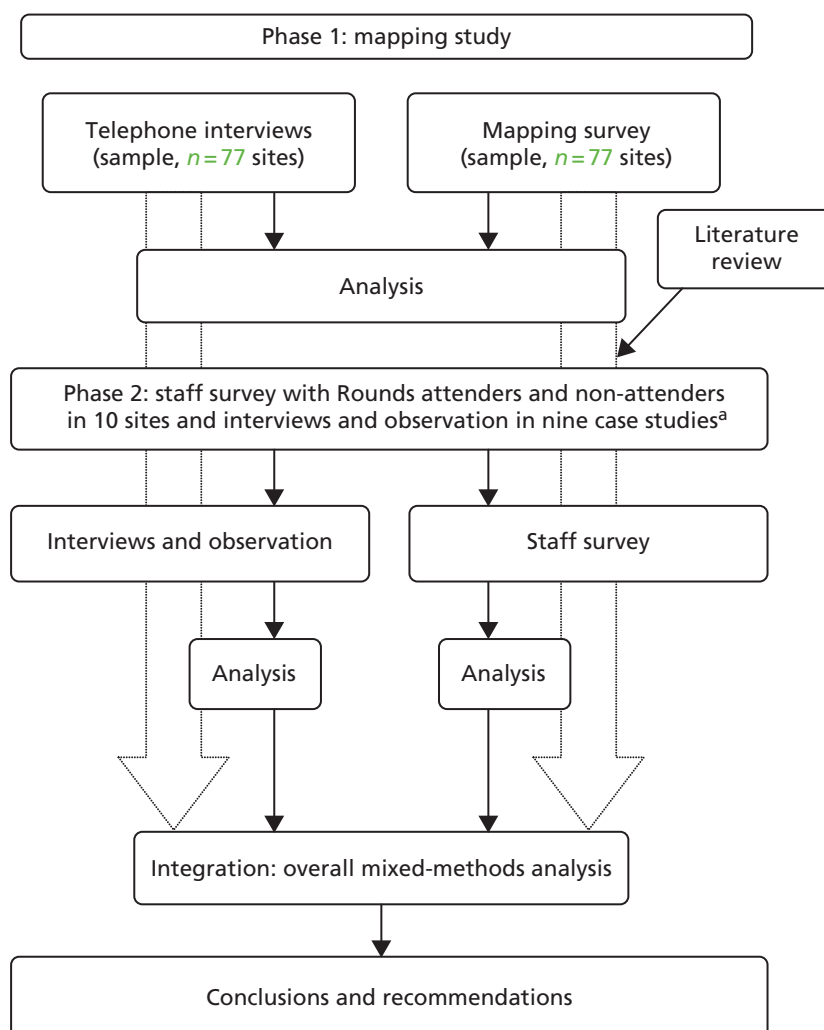 Phase 1: mapping study
Telephone interviews
(sample, n = 77 sites)
Mapping survey
(sample, n = 77 sites)
Literature
review
Analysis
Phase 2: staff survey with Rounds attenders and non-attenders
in 10 sites and interviews and observation in nine case studiesᵃ
Interviews and observation
Staff survey
Analysis
Analysis
Integration: overall mixed-methods analysis
Conclusions and recommendations